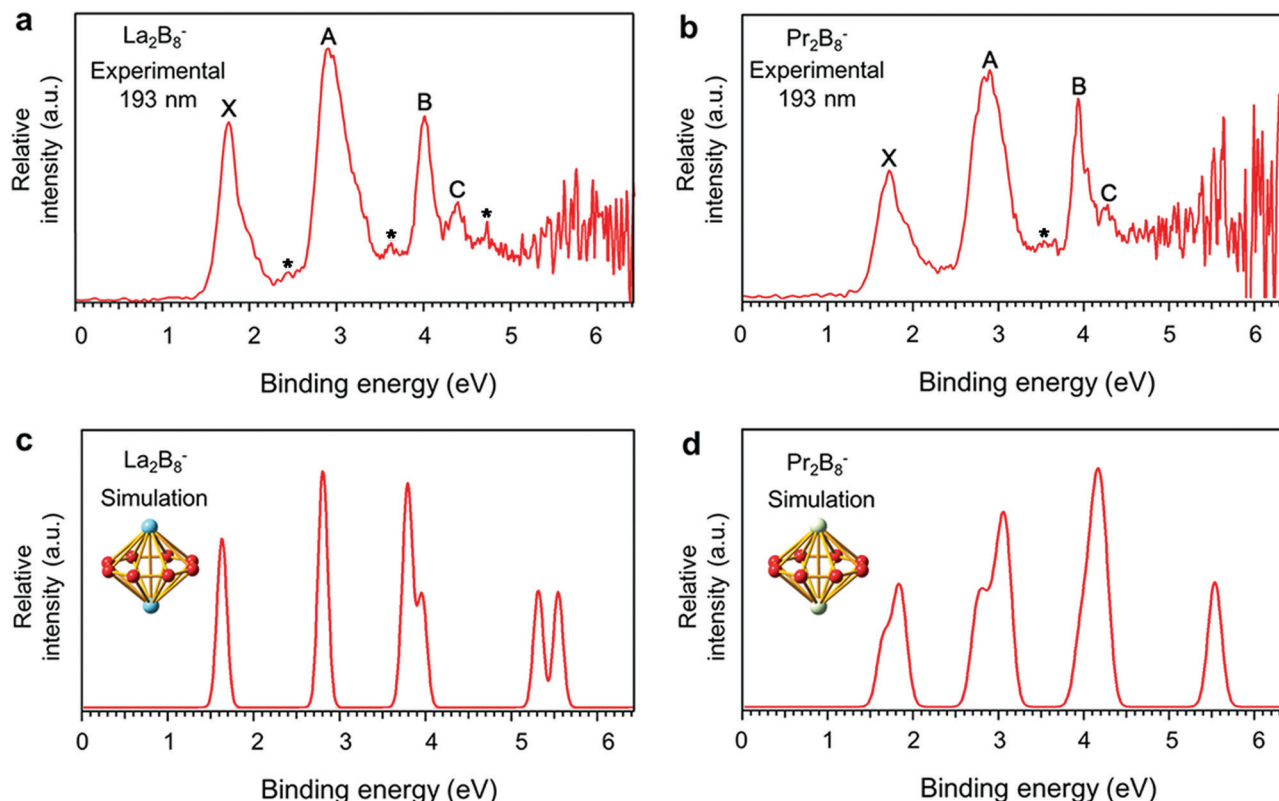 a
La₂B₈⁻
Experimental
193 nm
X
A
B
C
*
*
*
Relative
intensity (a.u.)
0 1 2 3 4 5 6
Binding energy (eV)
b
Pr₂B₈⁻
Experimental
193 nm
X
A
B
C
*
Relative
intensity (a.u.)
0 1 2 3 4 5 6
Binding energy (eV)
c
La₂B₈⁻
Simulation
Relative
intensity (a.u.)
0 1 2 3 4 5 6
Binding energy (eV)
d
Pr₂B₈⁻
Simulation
Relative
intensity (a.u.)
0 1 2 3 4 5 6
Binding energy (eV)